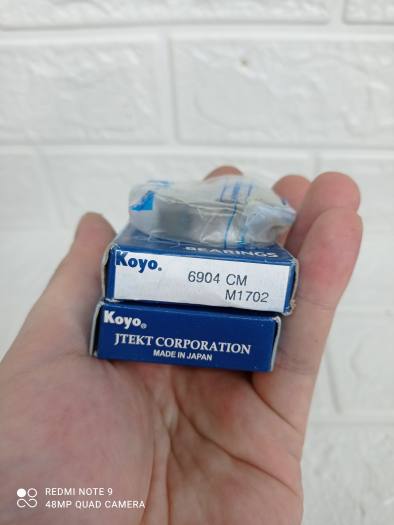 BEARINGS
Koyo®
6904 CM
M1702
Koyo®
JTEKT CORPORATION
MADE IN JAPAN
REDMI NOTE 9
48MP QUAD CAMERA